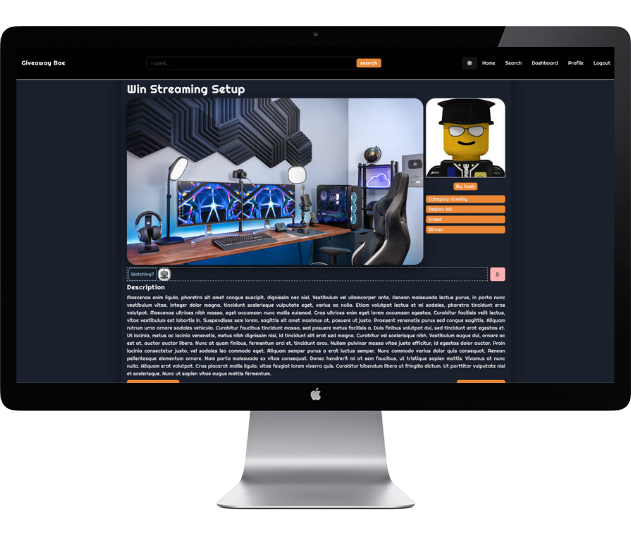 Giveaway Bae
I want...
search
Home
Search
Dashboard
Profile
Logout
Win Streaming Setup
Category: Gaming
Ended
Winner:
Watching?
Description
Maecenas enim ligula, pharetra sit amet congue suscipit, dignissim nec nisl. Vestibulum vel ullamcorper ante. Aenean malesuada lectus purus, in porta nunc
vestibulum vitae. Integer dolor magna, tincidunt scelerisque vulputate eget, varius ac nulla. Etiam volutpat lectus et mi sodales, pharetra tincidunt eros
volutpat. Maecenas ultrices nibh massa, eget accumsan nunc mollis euismod. Cras ultrices enim eget lorem accumsan egestas. Curabitur facilisis velit lectus,
vitae vestibulum est lobortis in. Suspendisse sem lorem, sagittis sit amet maximus at, posuere ut justo. Praesent venenatis purus sed congue sagittis. Aliquam
rutrum urna ornare sodales vehicula. Curabitur faucibus tincidunt massa, sed posuere metus facilisis a. Duis finibus volutpat dui, sed tincidunt erat egestas et.
Ut lacinia, metus ac lacinia venenatis, metus nibh dignissim nisi, id tincidunt elit erat sed magna. Curabitur vel scelerisque nibh. Vestibulum augue dui, ornare ac
est at, auctor auctor libero. Nunc at quam finibus, fermentum orci et, tincidunt arcu. Nullam pulvinar massa vitae justo efficitur, id egestas dolor auctor. Proin
lacinia consectetur justo, vel sodales leo commodo eget. Aliquam semper purus a erat luctus semper. Nunc commodo varius dolor quis consequat. Aenean
pellentesque elementum ornare. Nam porta malesuada ex vitae consequat. Donec hendrerit mi at sem faucibus, ut tristique sapien mattis. Vivamus et nunc
nulla. Aliquam erat volutpat. Cras placerat mollis ligula, vitae feugiat lorem viverra quis. Curabitur bibendum libero ut fringilla dictum. Ut porttitor vulputate nisl
et scelerisque. Nunc ut sapien vitae augue mattis fermentum.